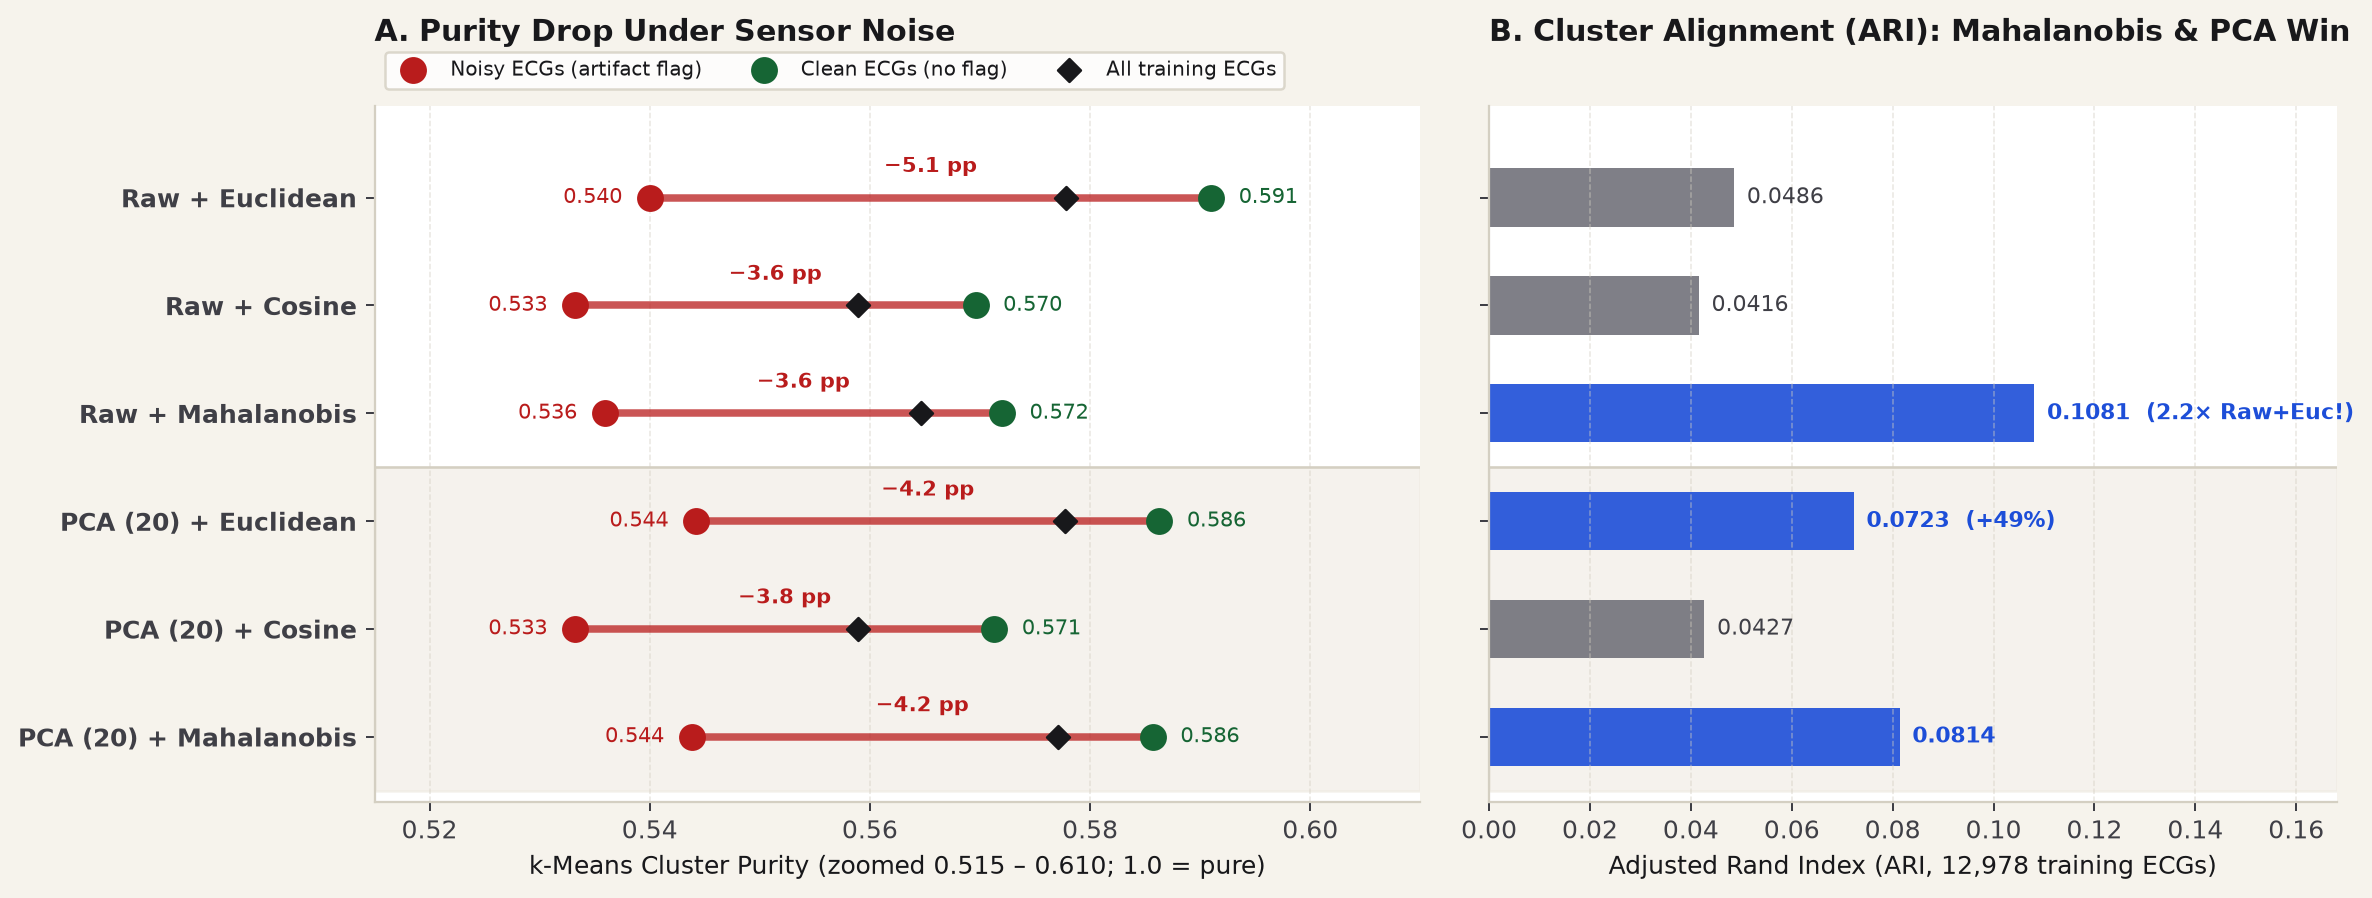 A. Purity Drop Under Sensor Noise
Noisy ECGs (artifact flag)
Clean ECGs (no flag)
All training ECGs
Raw + Euclidean
0.540
−5.1 pp
0.591
Raw + Cosine
0.533
−3.6 pp
0.570
Raw + Mahalanobis
0.536
−3.6 pp
0.572
PCA (20) + Euclidean
0.544
−4.2 pp
0.586
PCA (20) + Cosine
0.533
−3.8 pp
0.571
PCA (20) + Mahalanobis
0.544
−4.2 pp
0.586
0.52 0.54 0.56 0.58 0.60
k-Means Cluster Purity (zoomed 0.515 – 0.610; 1.0 = pure)
B. Cluster Alignment (ARI): Mahalanobis & PCA Win
0.0486
0.0416
0.1081 (2.2× Raw+Euc!)
0.0723 (+49%)
0.0427
0.0814
0.00 0.02 0.04 0.06 0.08 0.10 0.12 0.14 0.16
Adjusted Rand Index (ARI, 12,978 training ECGs)